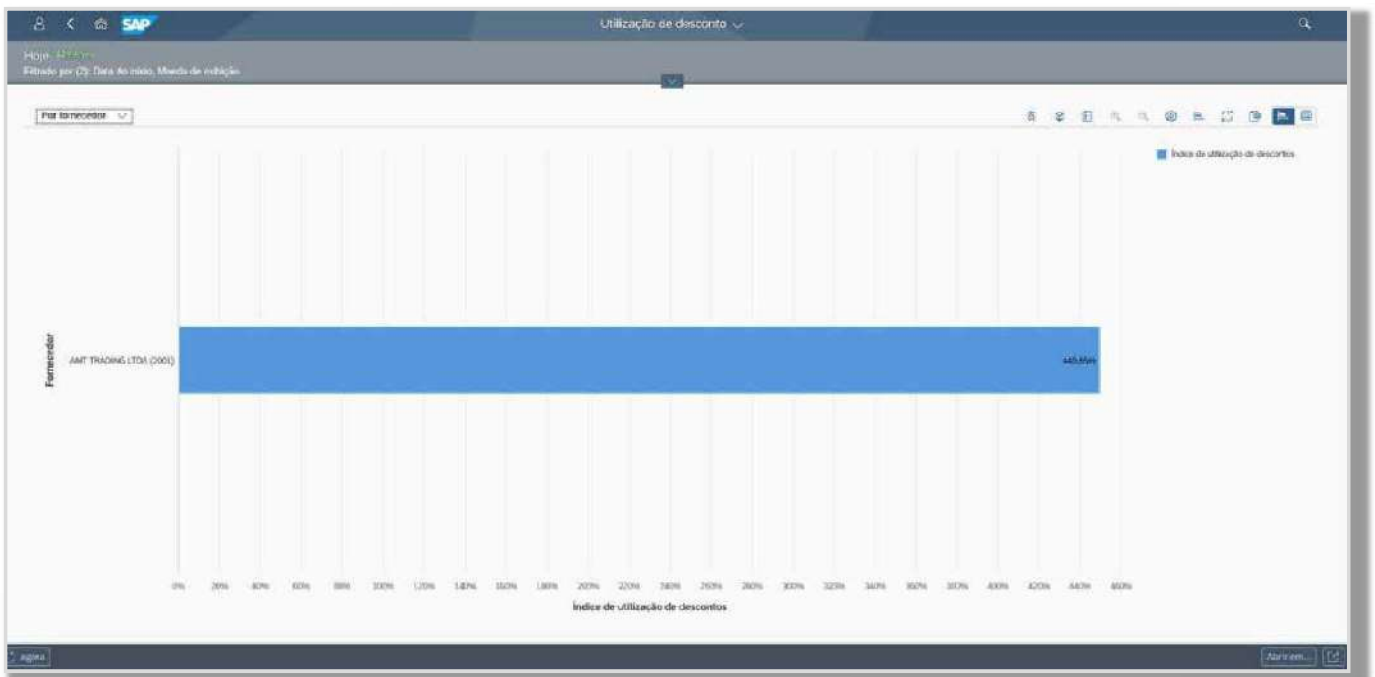 SAP
Utilização de desconto
Hoje
Filtrado por (2): Data do início, Moeda de exibição
Por fornecedor
Índice de utilização de descontos
Fornecedor
AMT TRADING LTDA (2001)
0% 20% 40% 60% 80% 100% 120% 140% 160% 180% 200% 220% 240% 260% 280% 300% 320% 340% 360% 380% 400% 420% 440% 460%
Índice de utilização de descontos
agora
Abrir em...